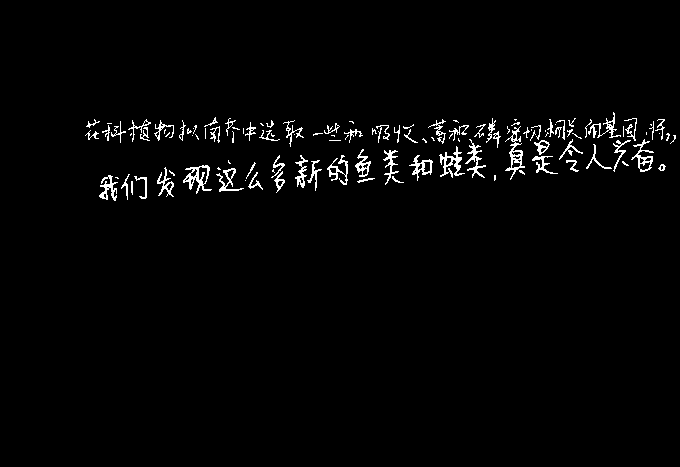 花科植物拟南芥中选取一些和吸收、蓄积磷密切相关的基因,将,,
我们发现这么多新的鱼类和蛙类,真是令人兴奋。